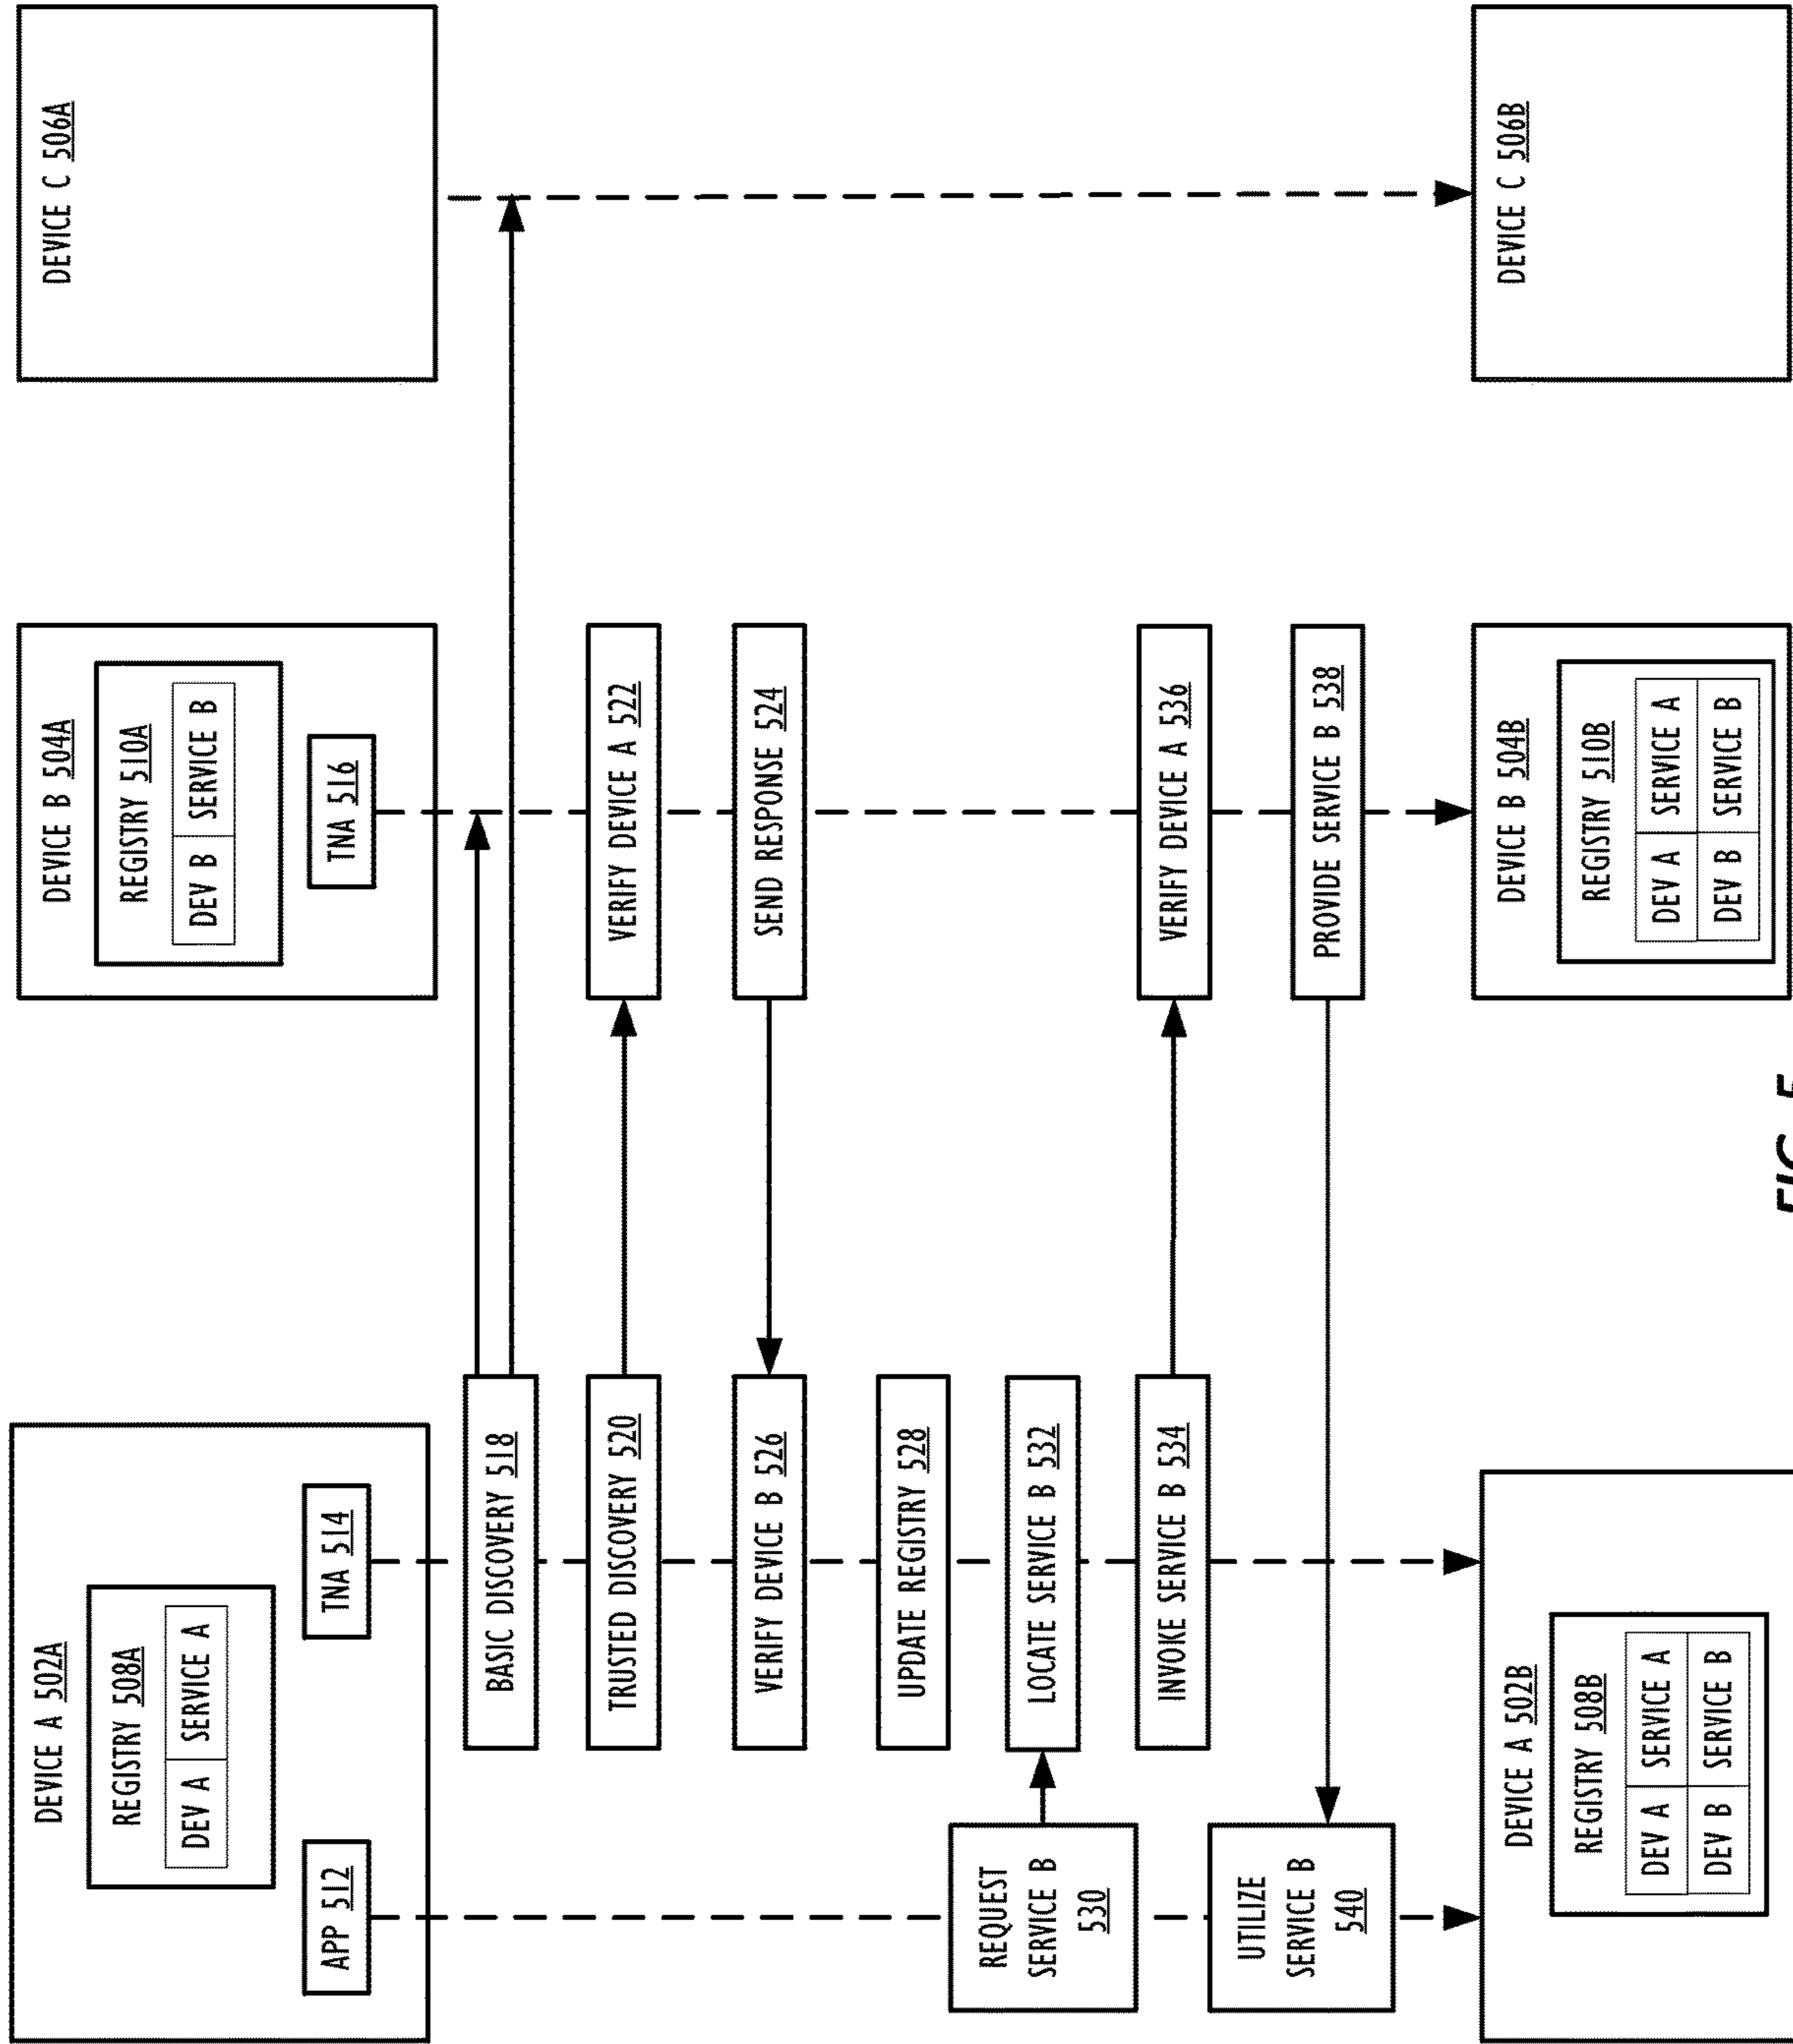 DEVICE A 502A
REGISTRY 508A
DEV A SERVICE A
APP 512
TNA 514
DEVICE B 504A
REGISTRY 510A
DEV B SERVICE B
TNA 516
DEVICE C 506A
BASIC DISCOVERY 518
TRUSTED DISCOVERY 520
VERIFY DEVICE A 522
VERIFY DEVICE B 526
SEND RESPONSE 524
UPDATE REGISTRY 528
REQUEST
SERVICE B
530
LOCATE SERVICE B 532
INVOKE SERVICE B 534
VERIFY DEVICE A 536
UTILIZE
SERVICE B
540
PROVIDE SERVICE B 538
DEVICE A 502B
REGISTRY 508B
DEV A SERVICE A
DEV B SERVICE B
DEVICE B 504B
REGISTRY 510B
DEV A SERVICE A
DEV B SERVICE B
DEVICE C 506B